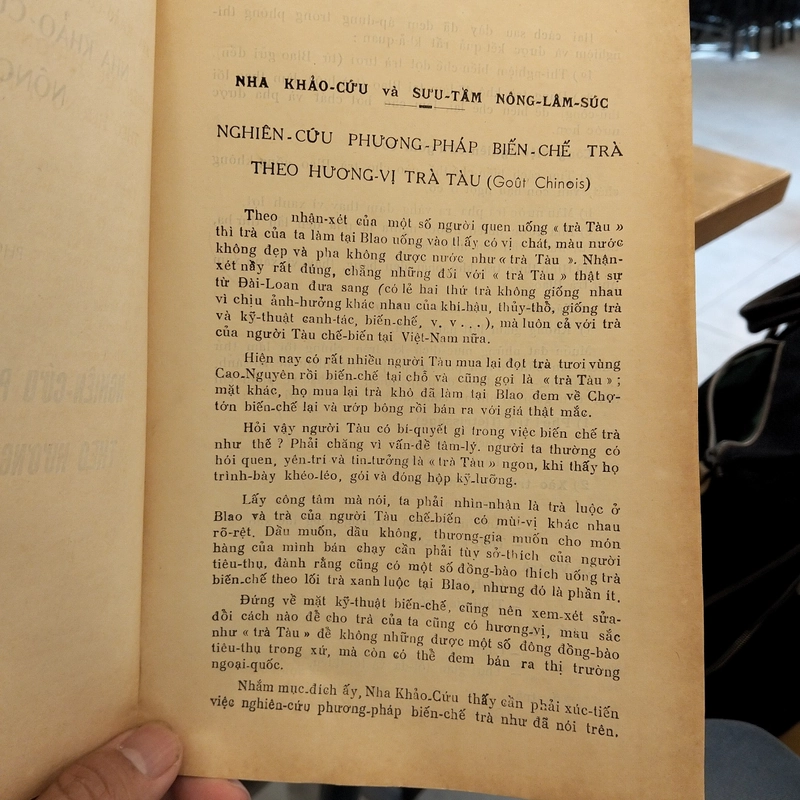 NHA KHẢO-CỨU và SƯU-TẦM NÔNG-LÂM-SÚC
NGHIÊN-CỨU PHƯƠNG-PHÁP BIẾN-CHẾ TRÀ
THEO HƯƠNG-VỊ TRÀ TÀU (Goût Chinois)
Theo nhận-xét của một số người quen uống « trà Tàu »
thì trà của ta làm tại Blao uống vào thấy có vị chát, màu nước
không đẹp và pha không được nước như « trà Tàu ». Nhận-
xét nầy rất đúng, chẳng những đối với « trà Tàu » thật sự
từ Đài-Loan đưa sang (có lẽ hai thứ trà không giống nhau
vì chịu ảnh-hưởng khác nhau của khí-hậu, thủy-thổ, giống trà
và kỹ-thuật canh-tác, biến-chế, v. v . . . ), mà luôn cả với trà
của người Tàu chế-biến tại Việt-Nam nữa.
Hiện nay có rất nhiều người Tàu mua lại đọt trà tươi vùng
Cao-Nguyên rồi biến-chế tại chỗ và cũng gọi là « trà Tàu » ;
mặt khác, họ mua lại trà khô đã làm tại Blao đem về Chợ-
tớn biến-chế lại và ướp bông rồi bán ra với giá thật mắc.
Hỏi vậy người Tàu có bí-quyết gì trong việc biến chế trà
như thế ? Phải chăng vì vấn-đề tâm-lý. người ta thường có
hói quen, yên-trí và tin-tưởng là « trà Tàu » ngon, khi thấy họ
trình-bày khéo-léo, gói và đóng hộp kỹ-lưỡng.
Lấy công tâm mà nói, ta phải nhìn-nhận là trà luộc ở
Blao và trà của người Tàu chế-biến có mùi-vị khác nhau
rõ-rệt. Dầu muốn, dầu không, thương-gia muốn cho món
hàng của mình bán chạy cần phải tùy sở-thích của người
tiêu-thụ, đành rằng cũng có một số đồng-bào thích uống trà
biến-chế theo lối trà xanh luộc tại Blao, nhưng đó là phần ít.
Đứng về mặt kỹ-thuật biến-chế, cũng nên xem-xét sửa-
đổi cách nào để cho trà của ta cũng có hương-vị, màu sắc
như « trà Tàu » để không những được một số đông đồng-bào
tiêu-thụ trong xứ, mà còn có thể đem bán ra thị trường
ngoại-quốc.
Nhắm mục-đích ấy, Nha Khảo-Cứu thấy cần phải xúc-tiến
việc nghiên-cứu phương-pháp biến-chế trà như đã nói trên.